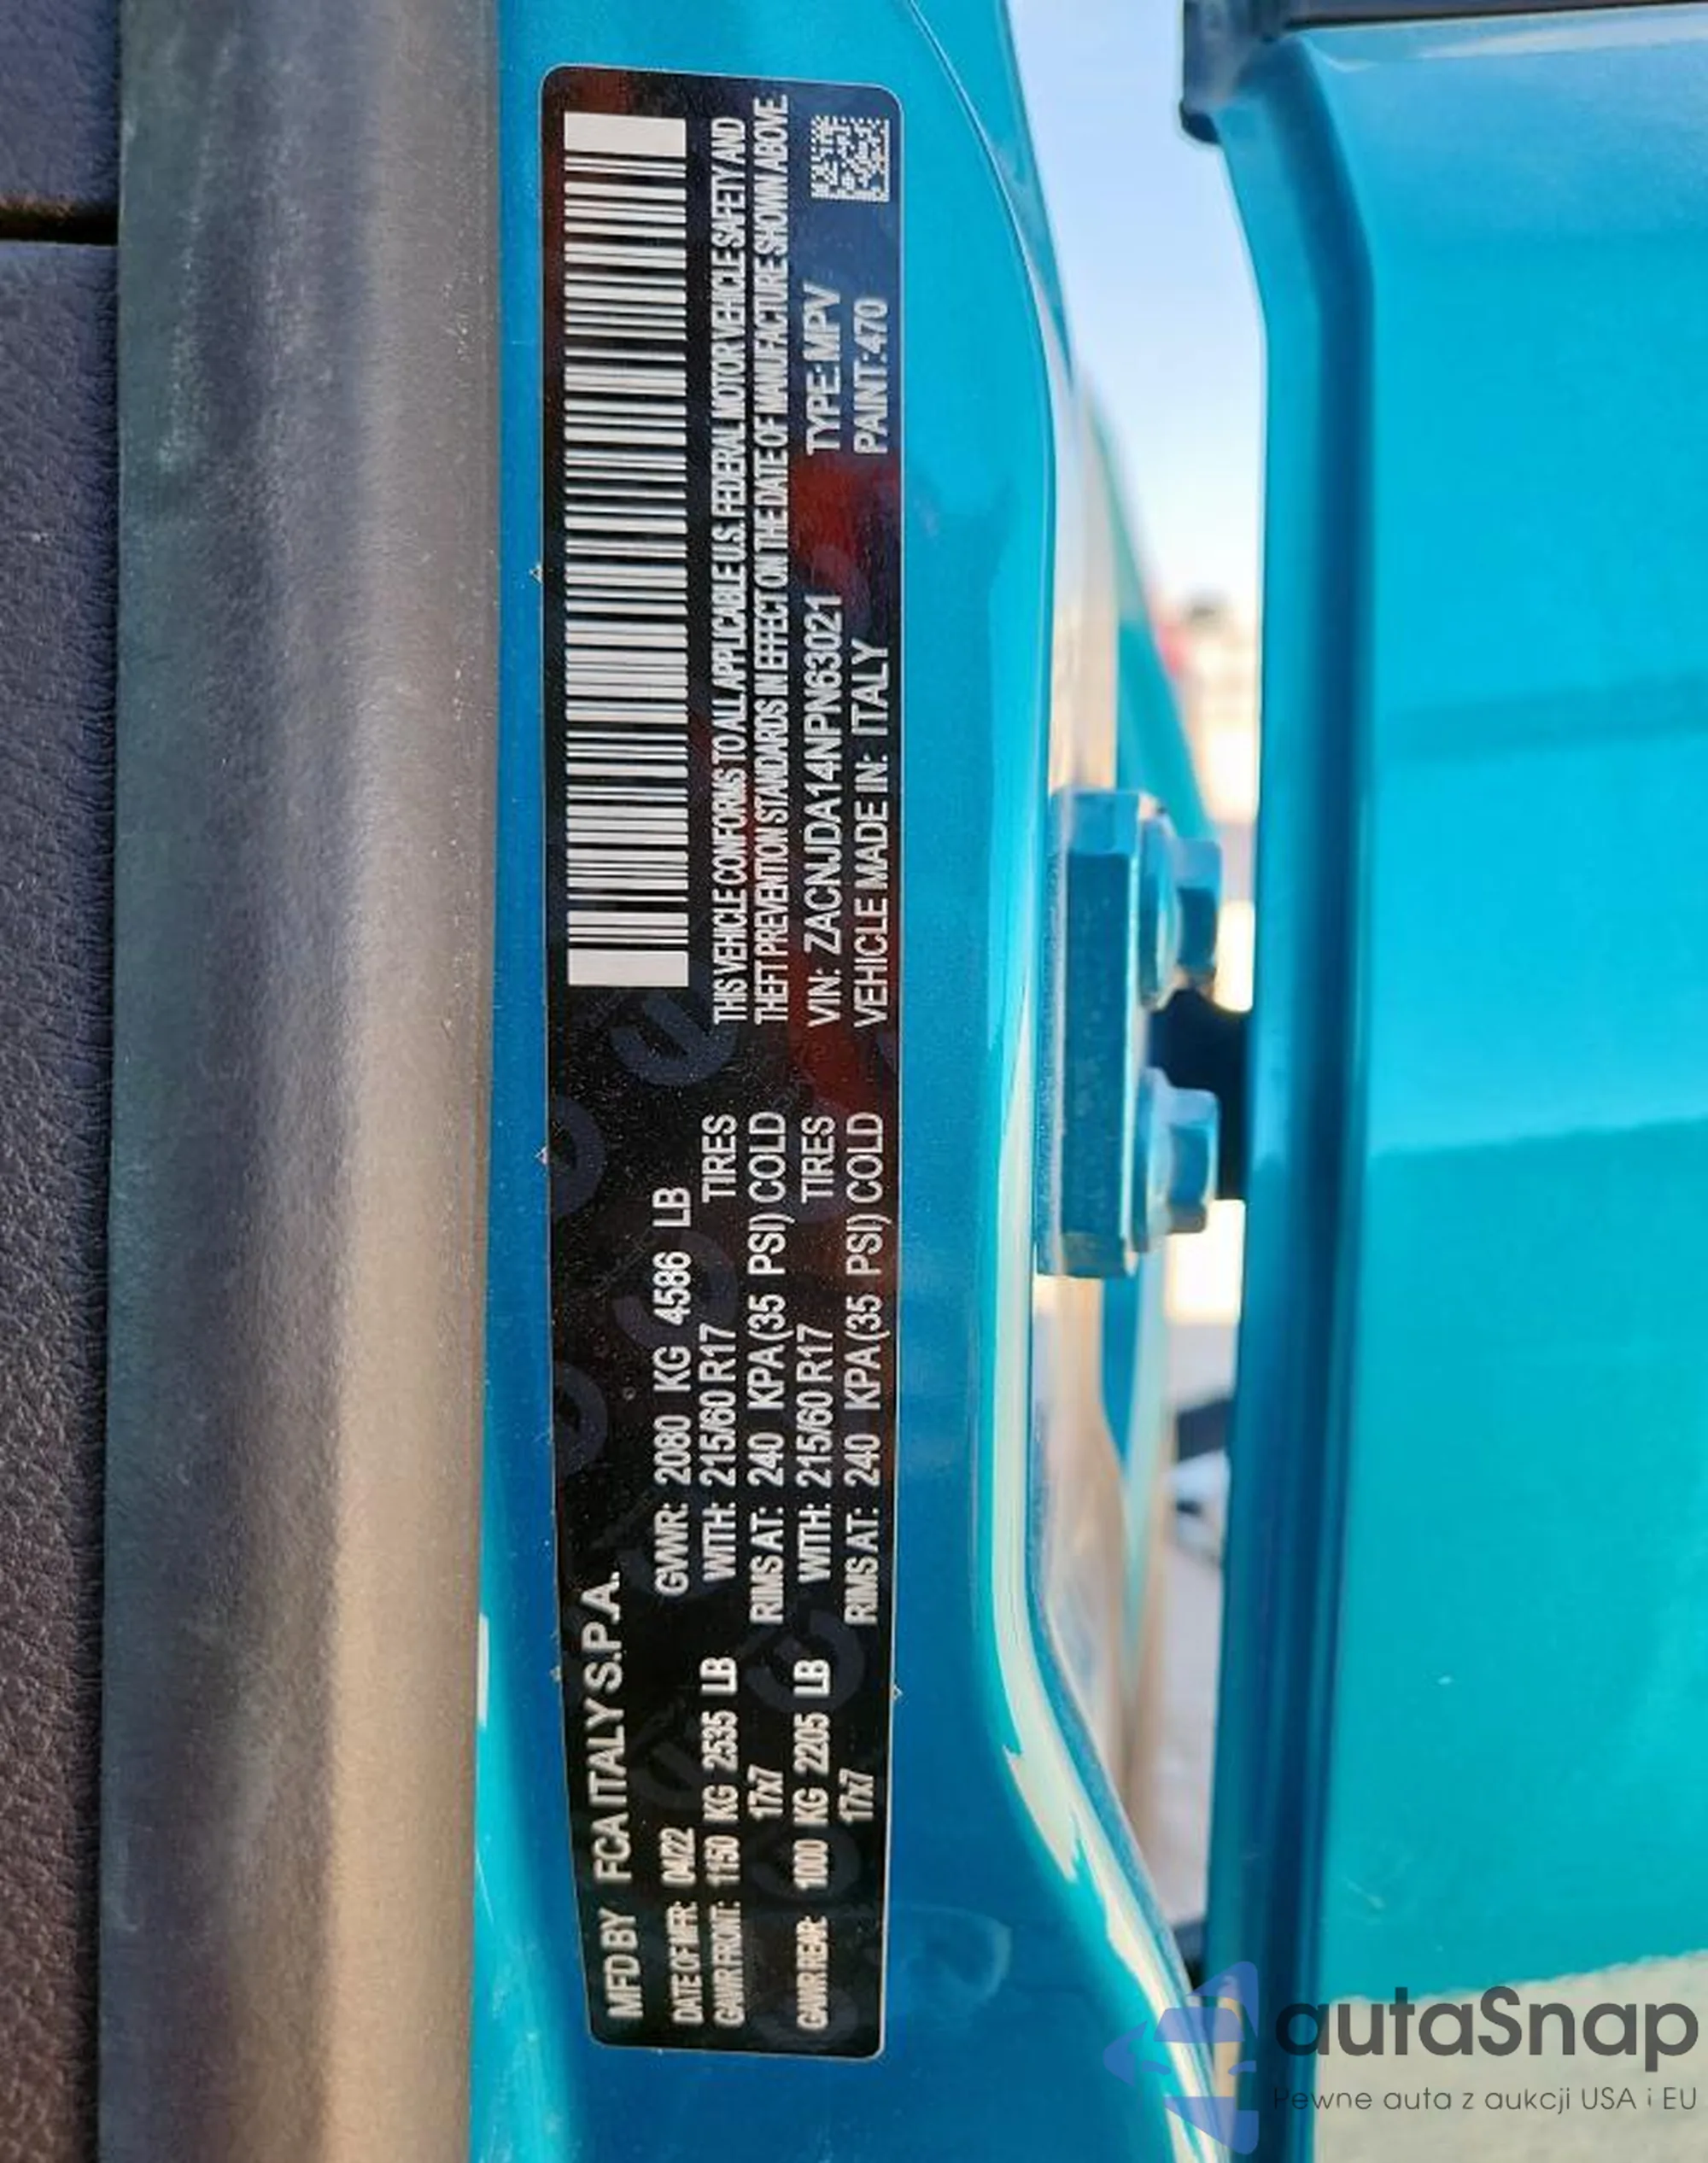 MFD BY FCA ITALY S.P.A.
DATE OF MFR: 04/22 GVWR: 2080 KG 4586 LB
GAWR FRONT: 1150 KG 2535 LB WITH: 215/60 R17 TIRES
17x7 RIMS AT: 240 KPA (35 PSI) COLD
GAWR REAR: 1000 KG 2205 LB WITH: 215/60 R17 TIRES
17x7 RIMS AT: 240 KPA (35 PSI) COLD
THIS VEHICLE CONFORMS TO ALL APPLICABLE U.S. FEDERAL MOTOR VEHICLE SAFETY AND
THEFT PREVENTION STANDARDS IN EFFECT ON THE DATE OF MANUFACTURE SHOWN ABOVE.
VIN: ZACNJDA14NPN63021 TYPE: MPV
VEHICLE MADE IN: ITALY PAINT: 470
autaSnap
Pewne auta z aukcji USA i EU